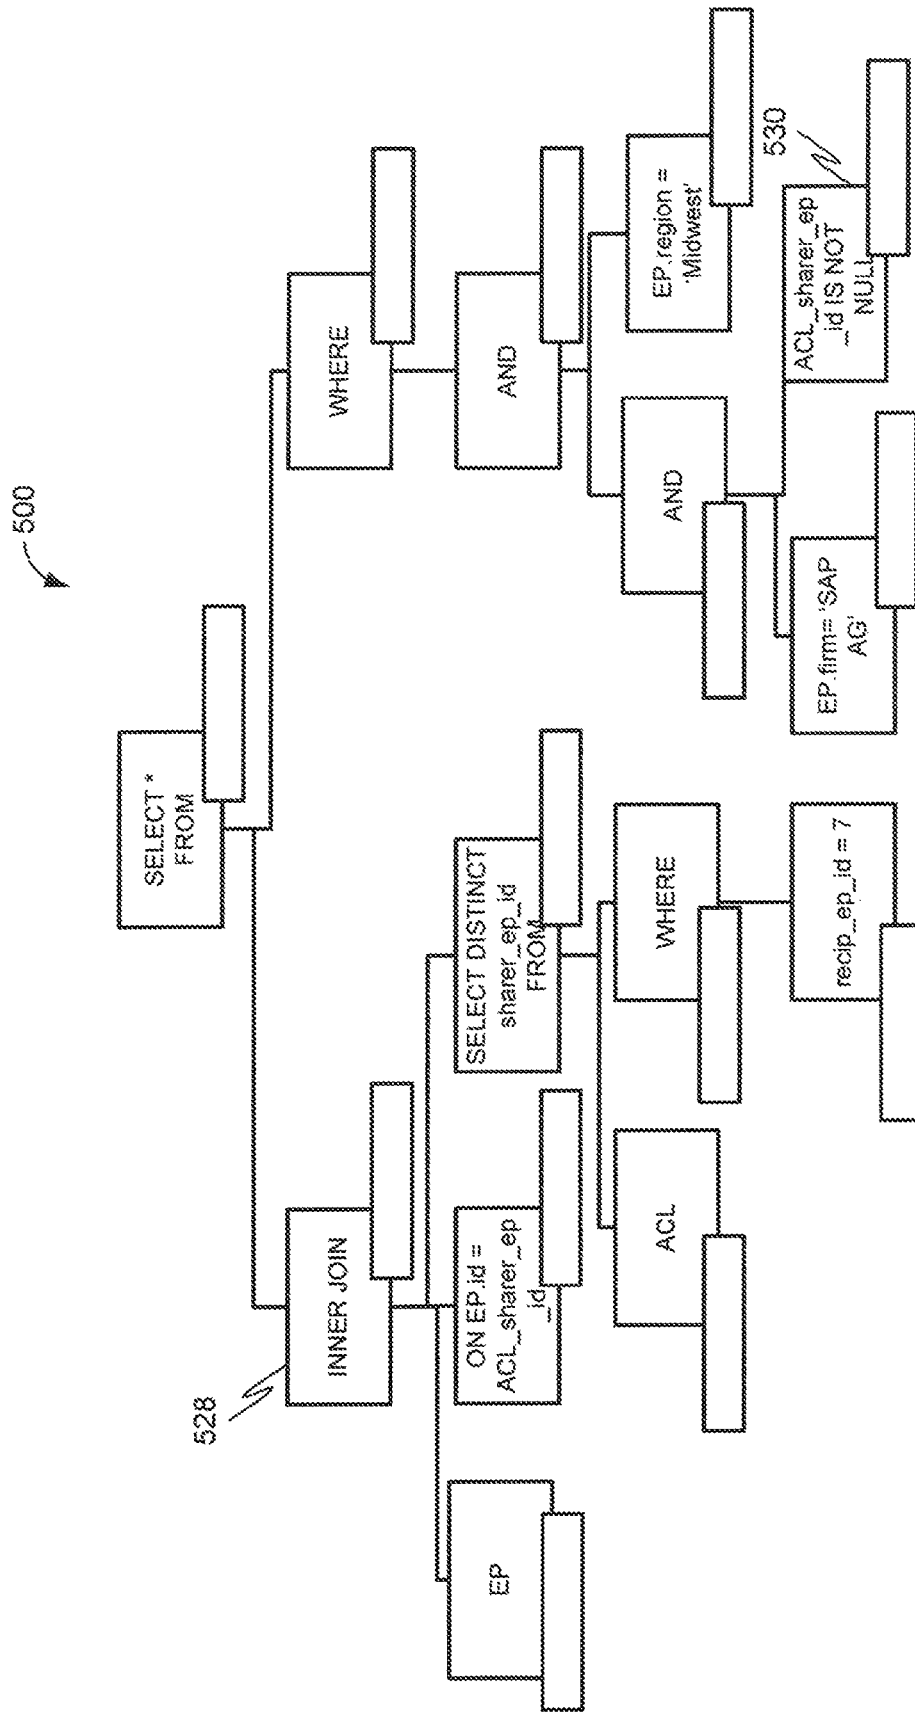 500
SELECT *
FROM
528
INNER JOIN
WHERE
EP
ON EP.id =
ACL_sharer_ep
_id
SELECT DISTINCT
sharer_ep_id
FROM
AND
ACL
WHERE
AND
EP.region =
'Midwest'
recip_ep_id = 7
EP.firm= 'SAP
AG'
ACL_sharer_ep
_id IS NOT
NULL
530